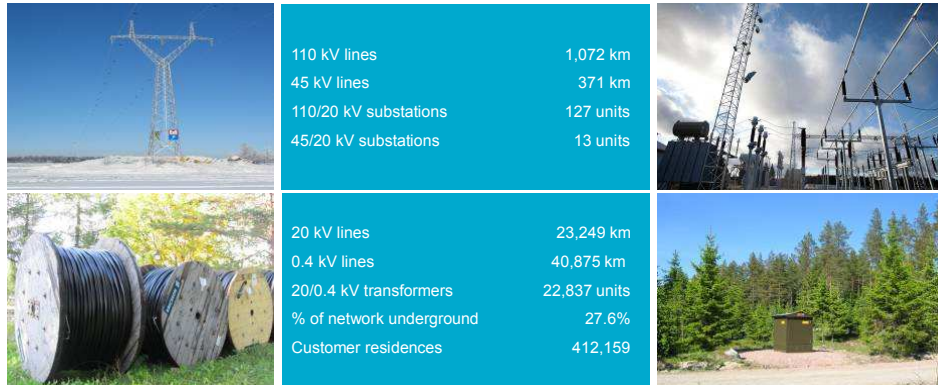 110 kV lines 1,072 km
45 kV lines 371 km
110/20 kV substations 127 units
45/20 kV substations 13 units
20 kV lines 23,249 km
0.4 kV lines 40,875 km
20/0.4 kV transformers 22,837 units
% of network underground 27.6%
Customer residences 412,159